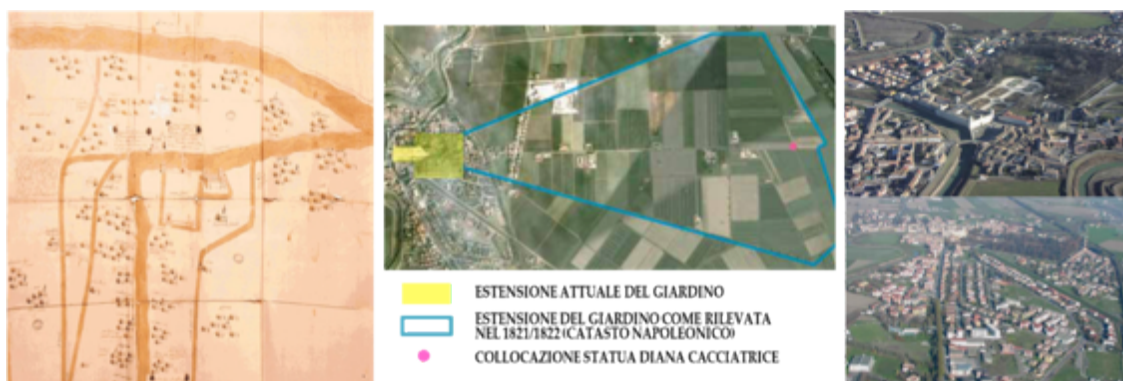 ESTENSIONE ATTUALE DEL GIARDINO
ESTENSIONE DEL GIARDINO COME RILEVATA
NEL 1821/1822 (CATASTO NAPOLEONICO)
COLLOCAZIONE STATUA DIANA CACCIATRICE